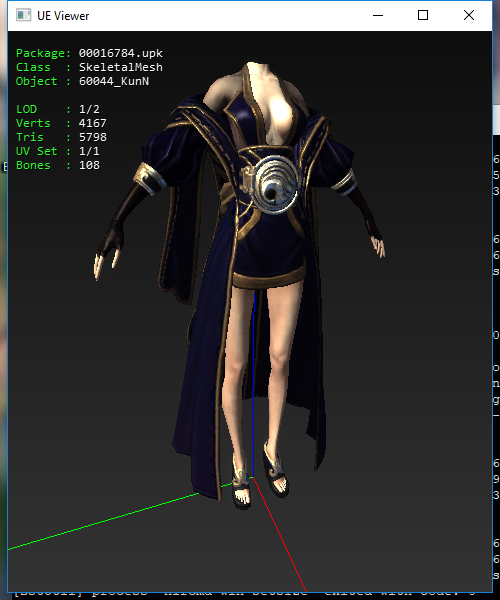 UE Viewer
Package: 00016784.upk
Class : SkeletalMesh
Object : 60044_KunN
LOD : 1/2
Verts : 4167
Tris : 5798
UV Set : 1/1
Bones : 108